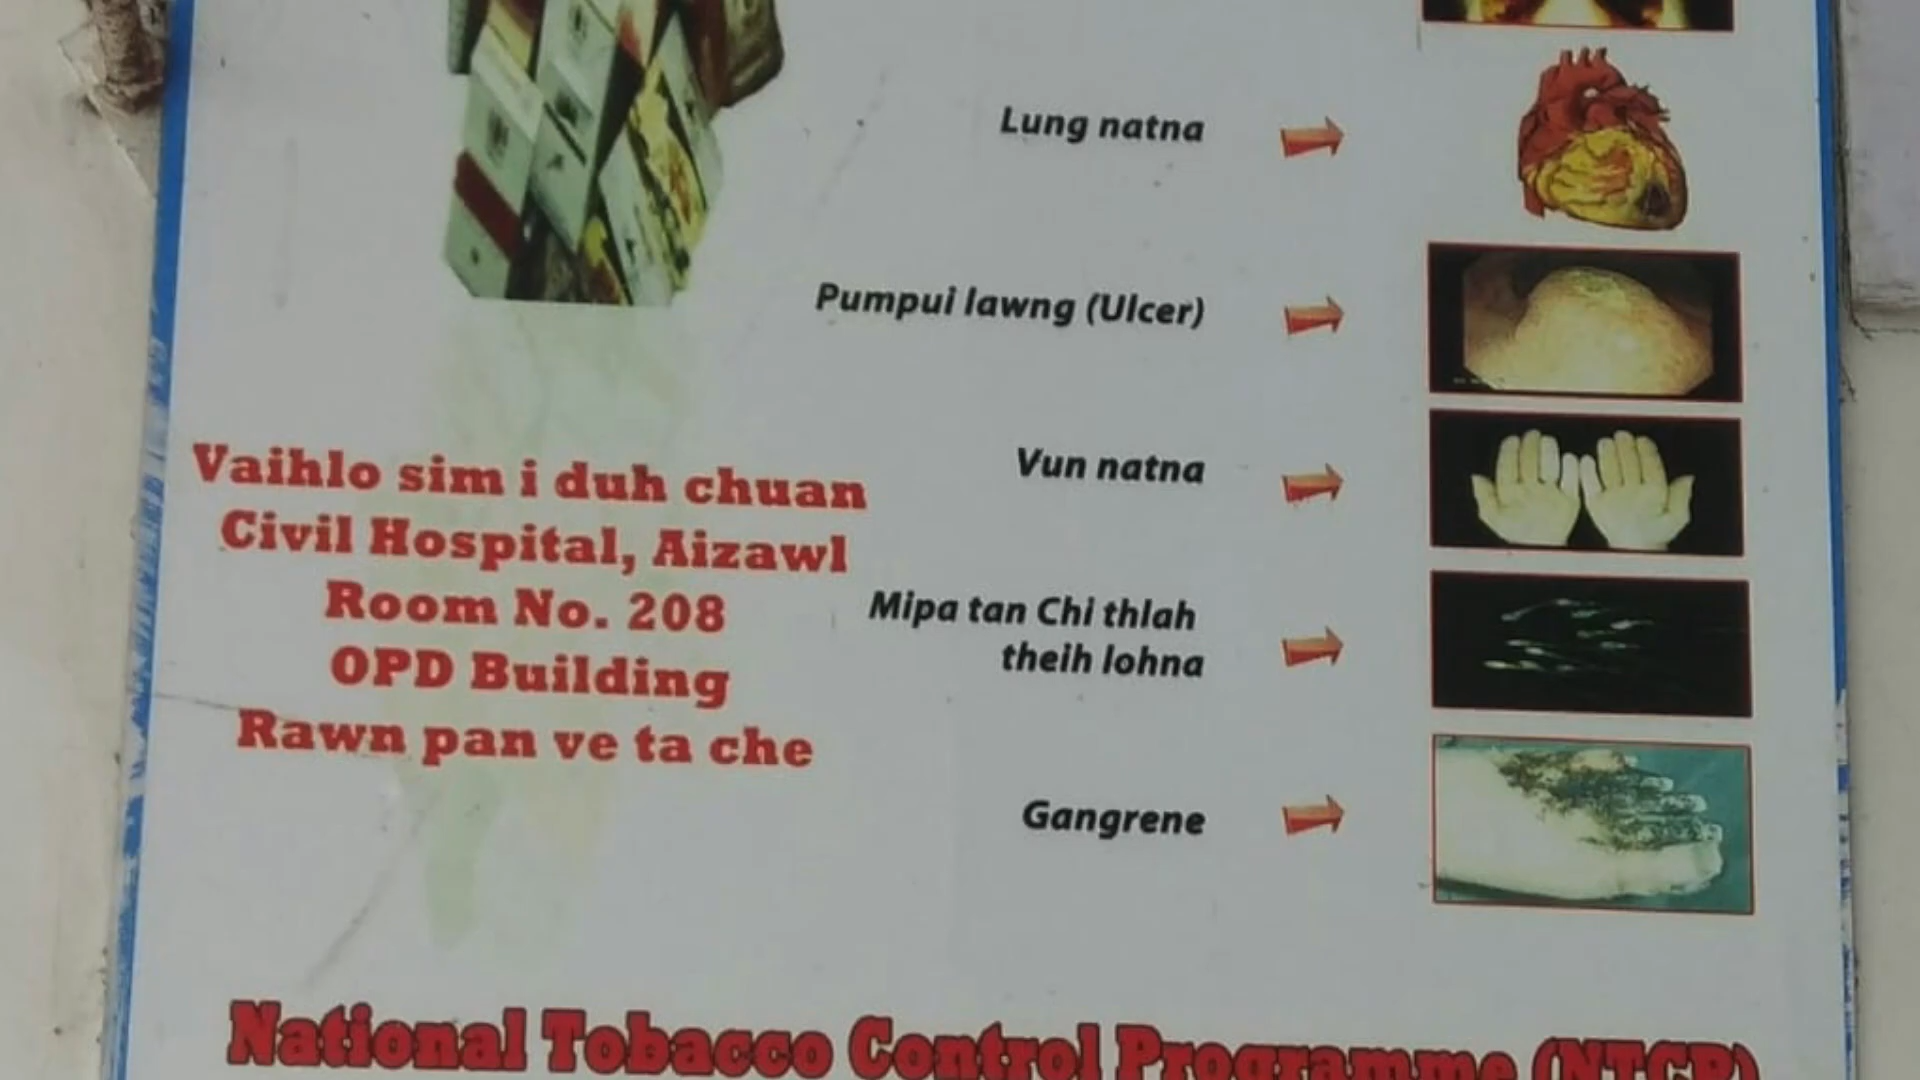 Lung natna
Pumpui lawng (Ulcer)
Vun natna
Mipa tan Chi thlah
theih lohna
Gangrene
Vaihlo sim i duh chuan
Civil Hospital, Aizawl
Room No. 208
OPD Building
Rawn pan ve ta che
National Tobacco Control Programme (NTCP)